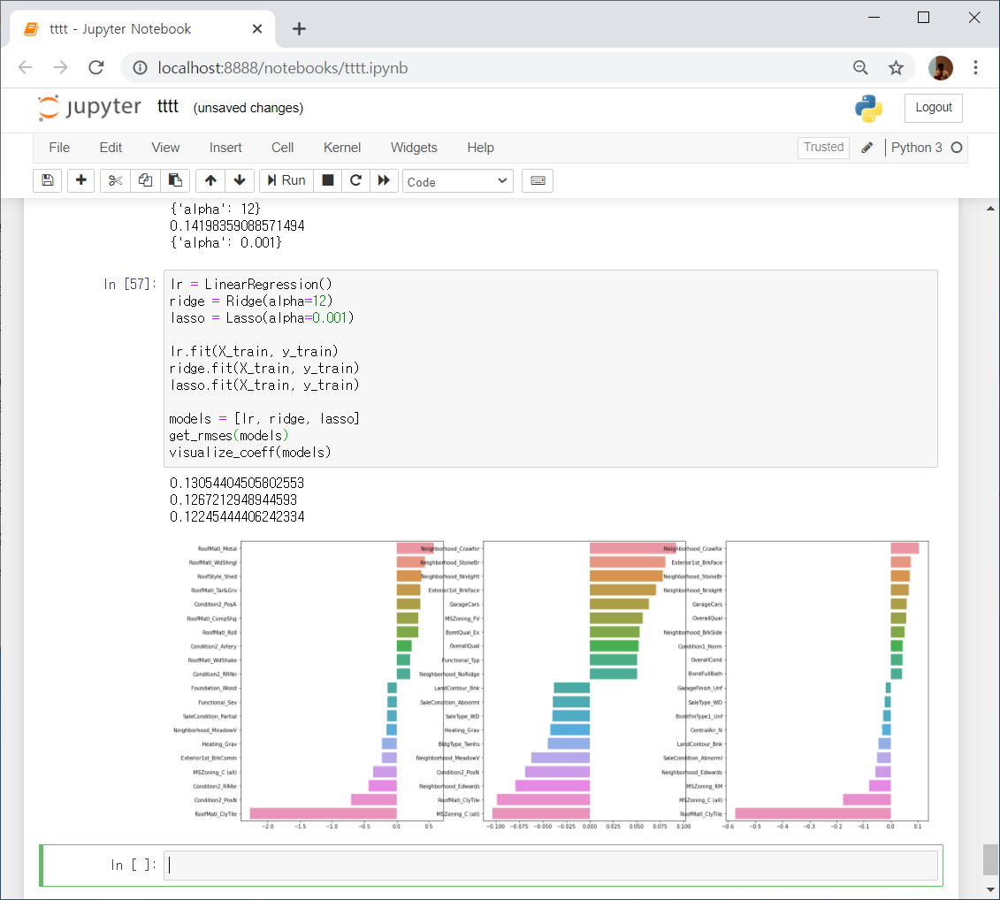 tttt - Jupyter Notebook
localhost:8888/notebooks/tttt.ipynb
jupyter tttt (unsaved changes) Logout
File Edit View Insert Cell Kernel Widgets Help Trusted Python 3
Run Code
{'alpha': 12}
0.14198359088571494
{'alpha': 0.001}
In [57]: lr = LinearRegression()
ridge = Ridge(alpha=12)
lasso = Lasso(alpha=0.001)
lr.fit(X_train, y_train)
ridge.fit(X_train, y_train)
lasso.fit(X_train, y_train)
models = [lr, ridge, lasso]
get_rmses(models)
visualize_coeff(models)
0.13054404505802553
0.1267212948944593
0.12245444406242334
RoofMatl_Metal
RoofMatl_WdShngl
RoofStyle_Shed
RoofMatl_Tar&Grv
Condition2_PosA
RoofMatl_CompShg
RoofMatl_Roll
Condition2_Artery
RoofMatl_WdShake
Condition2_RRNn
Foundation_Wood
Functional_Sev
SaleCondition_Partial
Neighborhood_MeadowV
Heating_Grav
Exterior1st_BrkComm
MSZoning_C (all)
Condition2_RRAe
Condition2_PosN
RoofMatl_ClyTile
−2.0 −1.5 −1.0 −0.5 0.0 0.5
Neighborhood_Crawfor
Neighborhood_StoneBr
Neighborhood_NridgHt
Exterior1st_BrkFace
GarageCars
MSZoning_FV
BsmtQual_Ex
OverallQual
Functional_Typ
Neighborhood_NoRidge
LandContour_Bnk
SaleCondition_Abnorml
SaleType_WD
Heating_Grav
BldgType_Twnhs
Neighborhood_MeadowV
Condition2_PosN
Neighborhood_Edwards
RoofMatl_ClyTile
MSZoning_C (all)
−0.100 −0.075 −0.050 −0.025 0.000 0.025 0.050 0.075 0.100
Neighborhood_Crawfor
Exterior1st_BrkFace
Neighborhood_StoneBr
Neighborhood_NridgHt
GarageCars
OverallQual
Neighborhood_BrkSide
Condition1_Norm
OverallCond
BsmtFullBath
GarageFinish_Unf
SaleType_WD
BsmtFinType1_Unf
CentralAir_N
LandContour_Bnk
SaleCondition_Abnorml
Neighborhood_Edwards
MSZoning_RM
MSZoning_C (all)
RoofMatl_ClyTile
−0.6 −0.5 −0.4 −0.3 −0.2 −0.1 0.0 0.1
In [ ]: